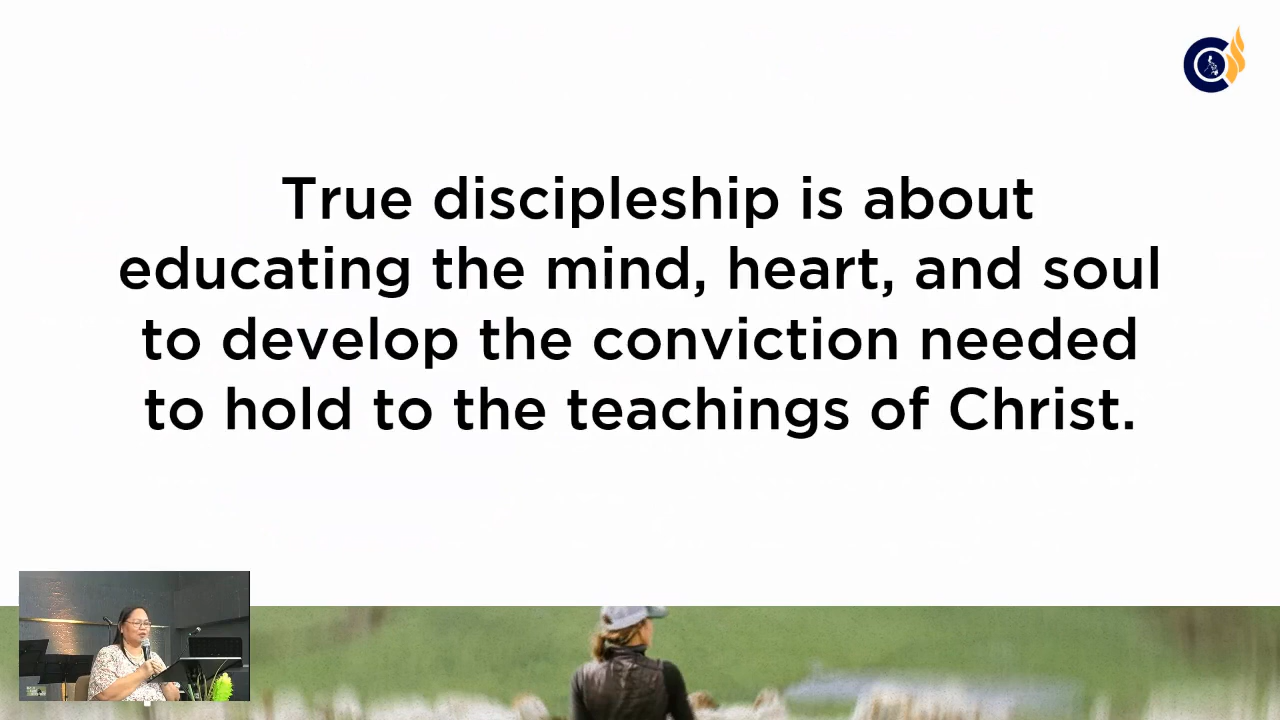 True discipleship is about
educating the mind, heart, and soul
to develop the conviction needed
to hold to the teachings of Christ.